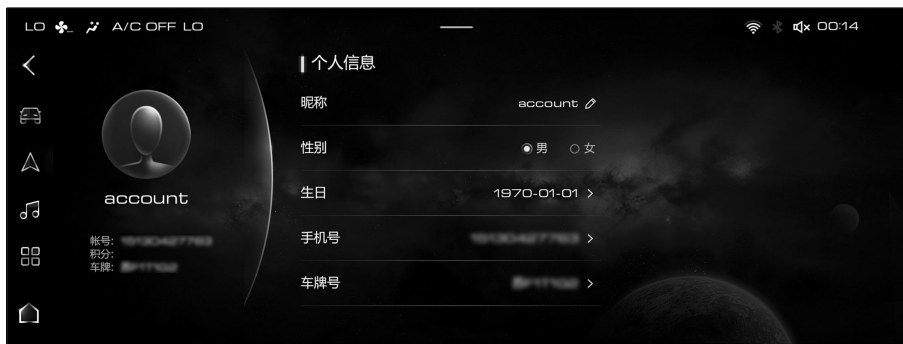 LO A/C OFF LO
00:14
个人信息
昵称 account
性别 男 女
生日 1970-01-01
手机号
车牌号
account
帐号:
积分:
车牌: